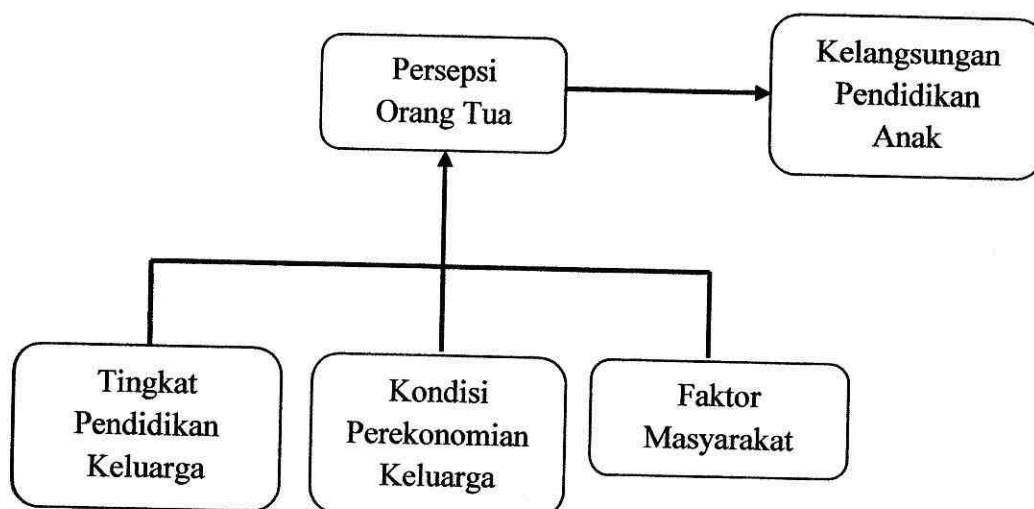 Persepsi
Orang Tua
Kelangsungan
Pendidikan
Anak
Tingkat
Pendidikan
Keluarga
Kondisi
Perekonomian
Keluarga
Faktor
Masyarakat